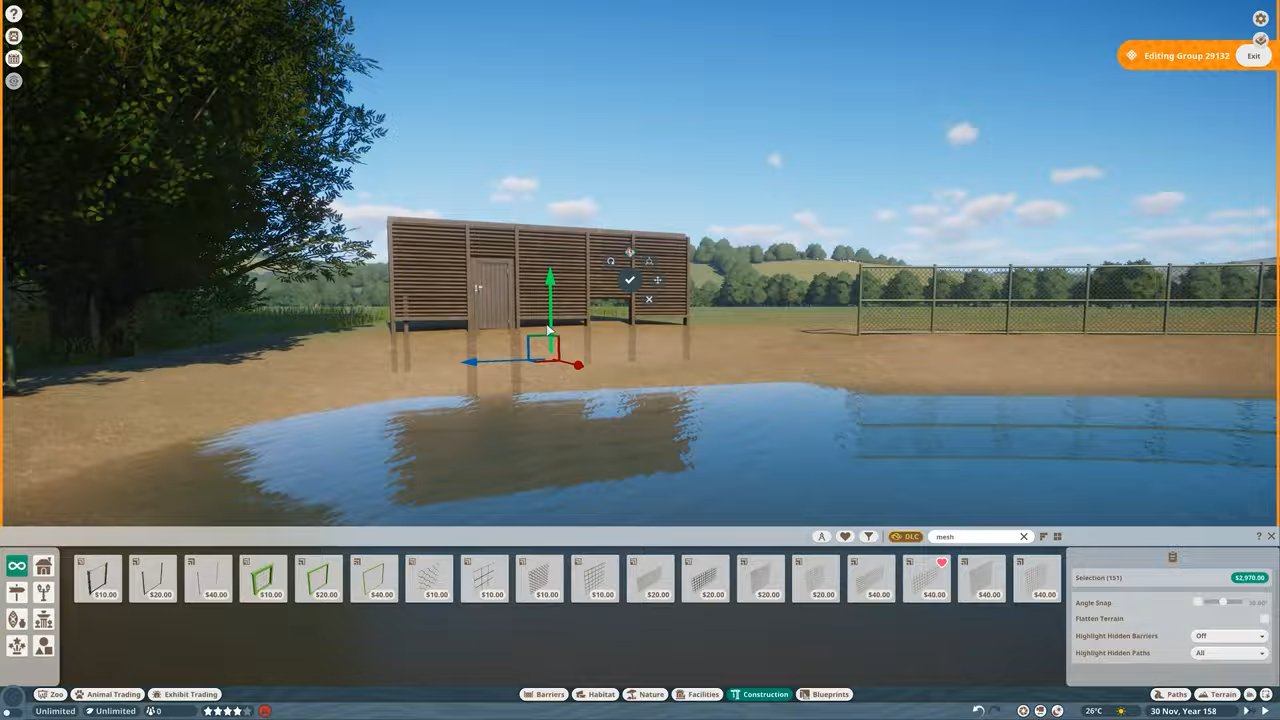 Editing Group 29132
Exit
DLC
mesh
$10.00
$20.00
$40.00
$10.00
$20.00
$40.00
$10.00
$10.00
$10.00
$10.00
$20.00
$20.00
$20.00
$20.00
$40.00
$40.00
$40.00
$40.00
Selection (151)
$2,970.00
Angle Snap
Flatten Terrain
Highlight Hidden Barriers
Off
Highlight Hidden Paths
All
Zoo
Animal Trading
Exhibit Trading
Barriers
Habitat
Nature
Facilities
Construction
Blueprints
Paths
Terrain
Unlimited
Unlimited
0
26°C
30 Nov, Year 158